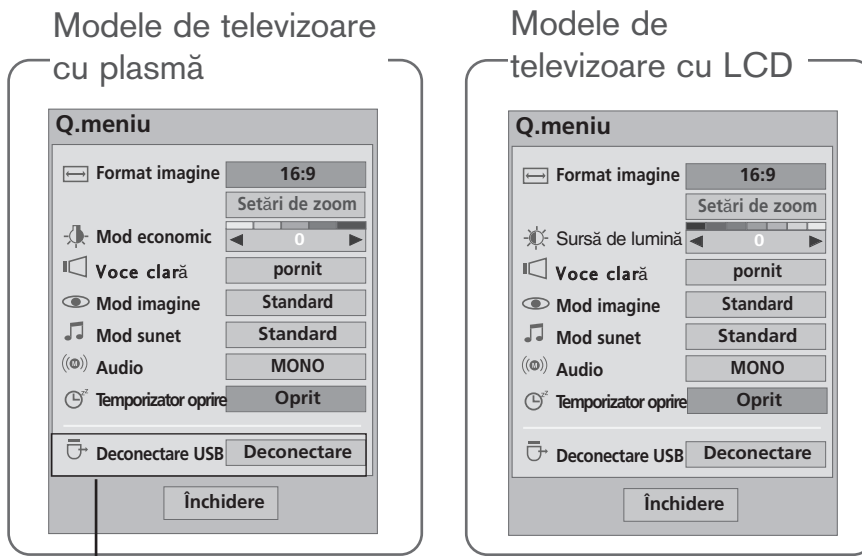 Modele de televizoare
cu plasmă
Q.meniu
Format imagine 16:9
Setări de zoom
Mod economic 0
Voce clară pornit
Mod imagine Standard
Mod sunet Standard
Audio MONO
Temporizator oprire Oprit
Deconectare USB Deconectare
Închidere
Modele de
televizoare cu LCD
Q.meniu
Format imagine 16:9
Setări de zoom
Sursă de lumină 0
Voce clară pornit
Mod imagine Standard
Mod sunet Standard
Audio MONO
Temporizator oprire Oprit
Deconectare USB Deconectare
Închidere